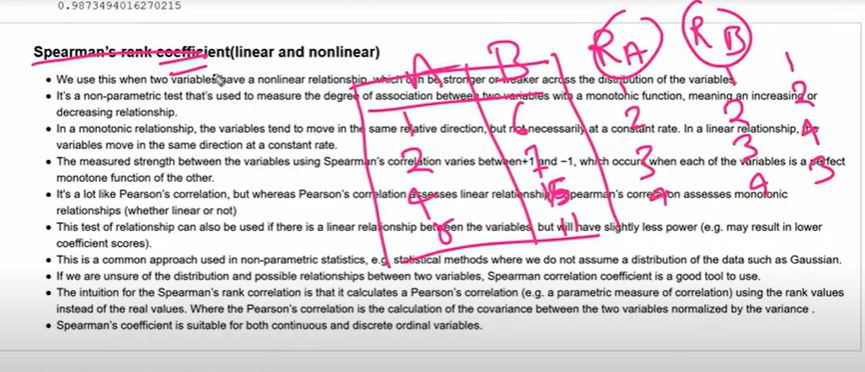 0.9873494016270215
Spearman's rank coefficient(linear and nonlinear)
We use this when two variables have a nonlinear relationship, which can be stronger or weaker across the distribution of the variables.
It's a non-parametric test that's used to measure the degree of association between two variables with a monotonic function, meaning an increasing or
decreasing relationship.
In a monotonic relationship, the variables tend to move in the same relative direction, but not necessarily at a constant rate. In a linear relationship, the
variables move in the same direction at a constant rate.
The measured strength between the variables using Spearman's correlation varies between+1 and −1, which occurs when each of the variables is a perfect
monotone function of the other.
It's a lot like Pearson's correlation, but whereas Pearson's correlation assesses linear relationships, Spearman's correlation assesses monotonic
relationships (whether linear or not)
This test of relationship can also be used if there is a linear relationship between the variables, but will have slightly less power (e.g. may result in lower
coefficient scores).
This is a common approach used in non-parametric statistics, e.g. statistical methods where we do not assume a distribution of the data such as Gaussian.
If we are unsure of the distribution and possible relationships between two variables, Spearman correlation coefficient is a good tool to use.
The intuition for the Spearman's rank correlation is that it calculates a Pearson's correlation (e.g. a parametric measure of correlation) using the rank values
instead of the real values. Where the Pearson's correlation is the calculation of the covariance between the two variables normalized by the variance .
Spearman's coefficient is suitable for both continuous and discrete ordinal variables.
A B RA RB
1 6 1 1 1
2 7 2 2 2
4 15 3 3 4
11 4 4 3